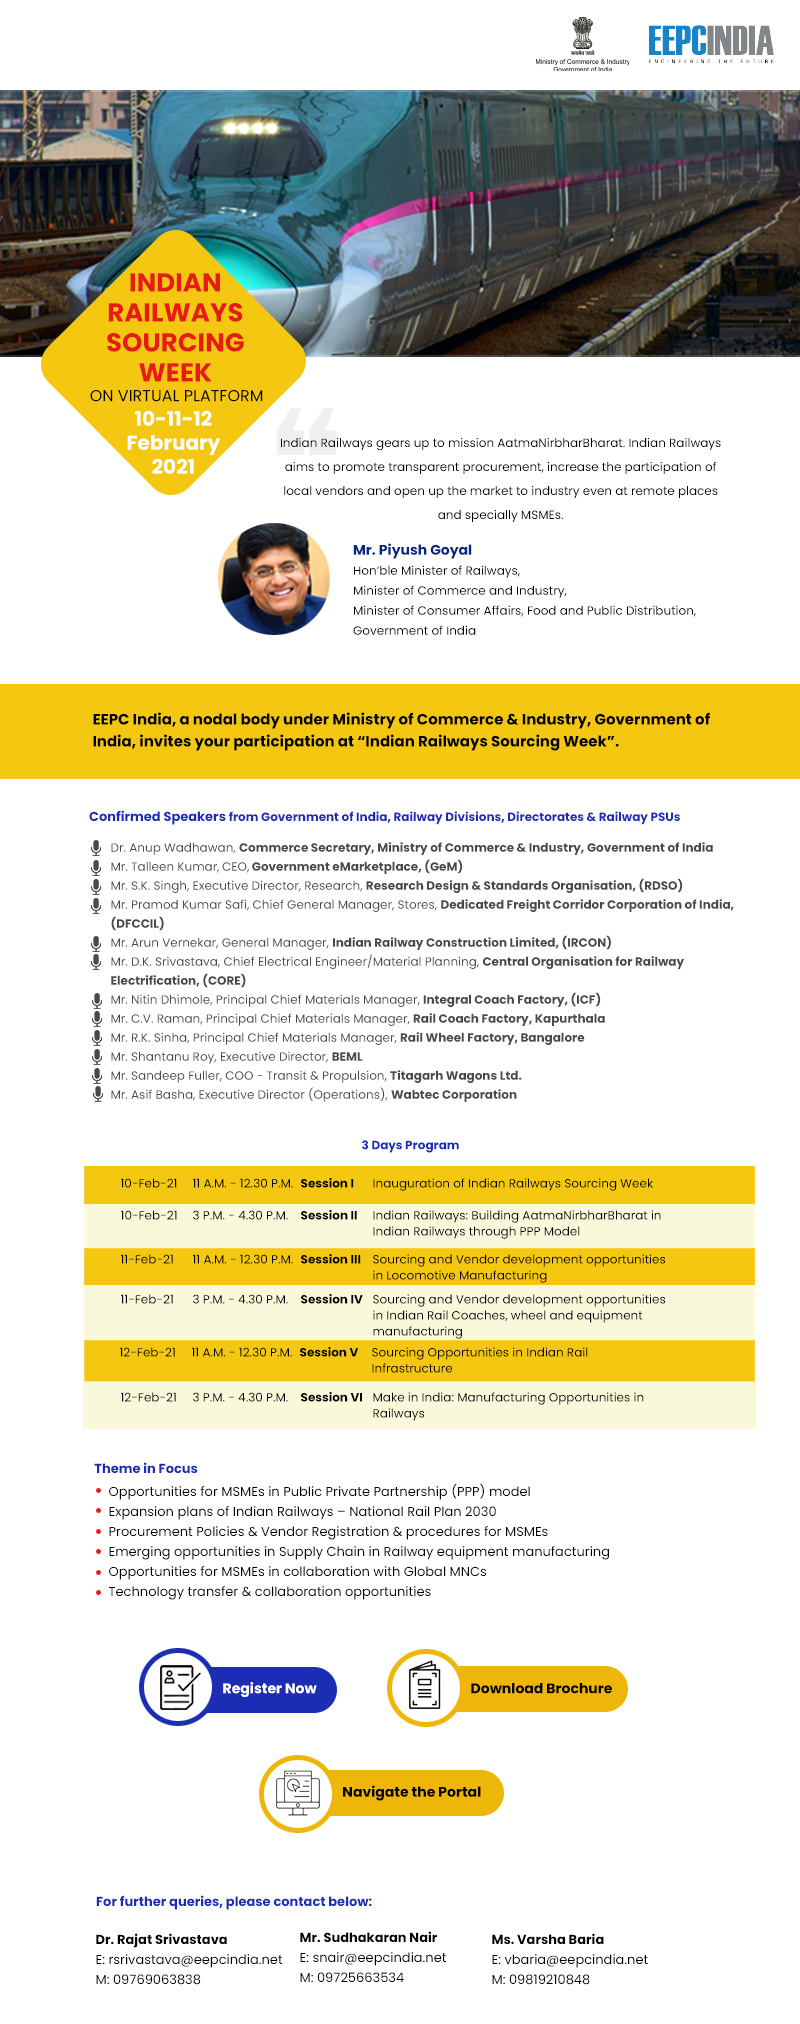 सत्यमेव जयते
Ministry of Commerce & Industry
Government of India
EEPCINDIA
ENGINEERING THE FUTURE
INDIAN
RAILWAYS
SOURCING
WEEK
ON VIRTUAL PLATFORM
10-11-12
February
2021
Indian Railways gears up to mission AatmaNirbharBharat. Indian Railways
aims to promote transparent procurement, increase the participation of
local vendors and open up the market to industry even at remote places
and specially MSMEs.
Mr. Piyush Goyal
Hon'ble Minister of Railways,
Minister of Commerce and Industry,
Minister of Consumer Affairs, Food and Public Distribution,
Government of India
EEPC India, a nodal body under Ministry of Commerce & Industry, Government of
India, invites your participation at “Indian Railways Sourcing Week”.
Confirmed Speakers from Government of India, Railway Divisions, Directorates & Railway PSUs
Dr. Anup Wadhawan, Commerce Secretary, Ministry of Commerce & Industry, Government of India
Mr. Talleen Kumar, CEO, Government eMarketplace, (GeM)
Mr. S.K. Singh, Executive Director, Research, Research Design & Standards Organisation, (RDSO)
Mr. Pramod Kumar Safi, Chief General Manager, Stores, Dedicated Freight Corridor Corporation of India,
(DFCCIL)
Mr. Arun Vernekar, General Manager, Indian Railway Construction Limited, (IRCON)
Mr. D.K. Srivastava, Chief Electrical Engineer/Material Planning, Central Organisation for Railway
Electrification, (CORE)
Mr. Nitin Dhimole, Principal Chief Materials Manager, Integral Coach Factory, (ICF)
Mr. C.V. Raman, Principal Chief Materials Manager, Rail Coach Factory, Kapurthala
Mr. R.K. Sinha, Principal Chief Materials Manager, Rail Wheel Factory, Bangalore
Mr. Shantanu Roy, Executive Director, BEML
Mr. Sandeep Fuller, COO - Transit & Propulsion, Titagarh Wagons Ltd.
Mr. Asif Basha, Executive Director (Operations), Wabtec Corporation
3 Days Program
10-Feb-21 11 A.M. - 12.30 P.M. Session I Inauguration of Indian Railways Sourcing Week
10-Feb-21 3 P.M. - 4.30 P.M. Session II Indian Railways: Building AatmaNirbharBharat in
Indian Railways through PPP Model
11-Feb-21 11 A.M. - 12.30 P.M. Session III Sourcing and Vendor development opportunities
in Locomotive Manufacturing
11-Feb-21 3 P.M. - 4.30 P.M. Session IV Sourcing and Vendor development opportunities
in Indian Rail Coaches, wheel and equipment
manufacturing
12-Feb-21 11 A.M. - 12.30 P.M. Session V Sourcing Opportunities in Indian Rail
Infrastructure
12-Feb-21 3 P.M. - 4.30 P.M. Session VI Make in India: Manufacturing Opportunities in
Railways
Theme in Focus
• Opportunities for MSMEs in Public Private Partnership (PPP) model
• Expansion plans of Indian Railways – National Rail Plan 2030
• Procurement Policies & Vendor Registration & procedures for MSMEs
• Emerging opportunities in Supply Chain in Railway equipment manufacturing
• Opportunities for MSMEs in collaboration with Global MNCs
• Technology transfer & collaboration opportunities
Register Now
Download Brochure
Navigate the Portal
For further queries, please contact below:
Dr. Rajat Srivastava
E: rsrivastava@eepcindia.net
M: 09769063838
Mr. Sudhakaran Nair
E: snair@eepcindia.net
M: 09725663534
Ms. Varsha Baria
E: vbaria@eepcindia.net
M: 09819210848